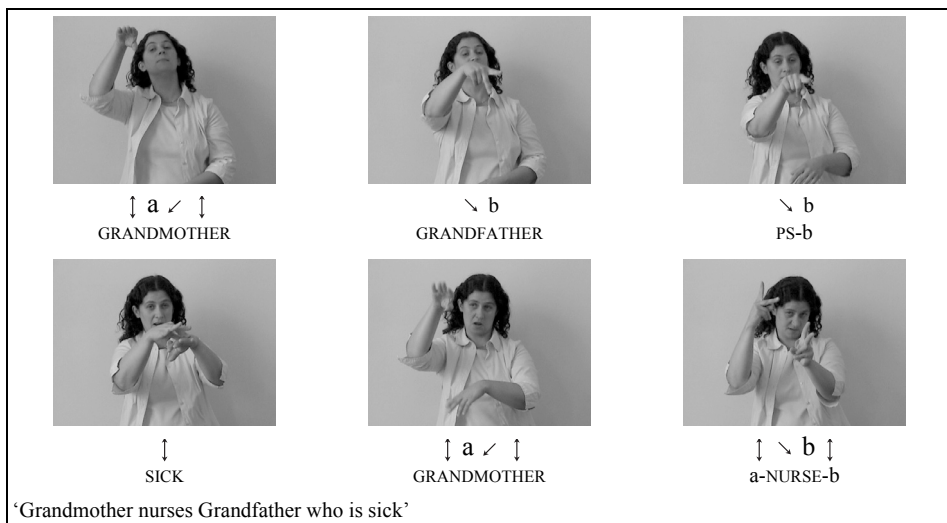 ↕ a ↙ ↕ ↘ b ↘ b
GRANDMOTHER GRANDFATHER PS-b
↕ ↕ a ↙ ↕ ↕ ↘ b ↕
SICK GRANDMOTHER a-NURSE-b
‘Grandmother nurses Grandfather who is sick’